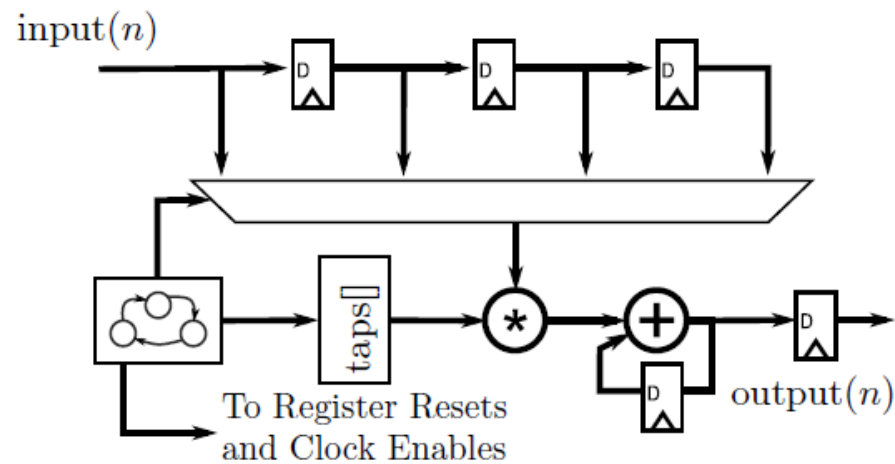 input(n)
D
D
D
taps[]
*
+
D
D
output(n)
To Register Resets
and Clock Enables